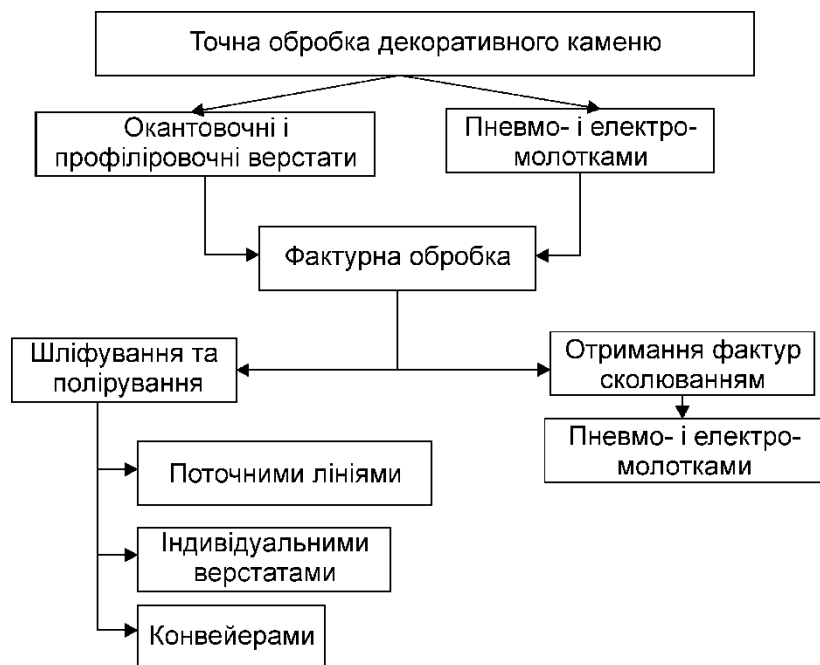 Точна обробка декоративного каменю
Окантовочні і
профіліровочні верстати
Пневмо- і електро-
молотками
Фактурна обробка
Шліфування та
полірування
Отримання фактур
сколюванням
Пневмо- і електро-
молотками
Поточними лініями
Індивідуальними
верстатами
Конвейерами